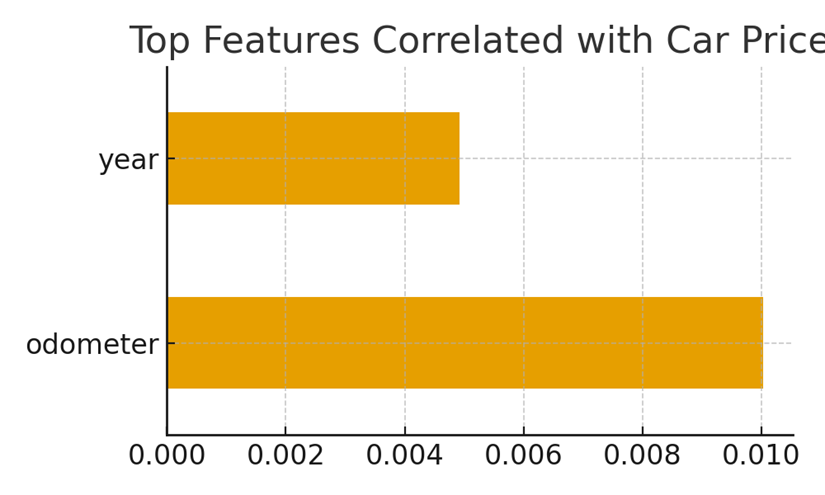 Top Features Correlated with Car Price
year
odometer
0.000 0.002 0.004 0.006 0.008 0.010